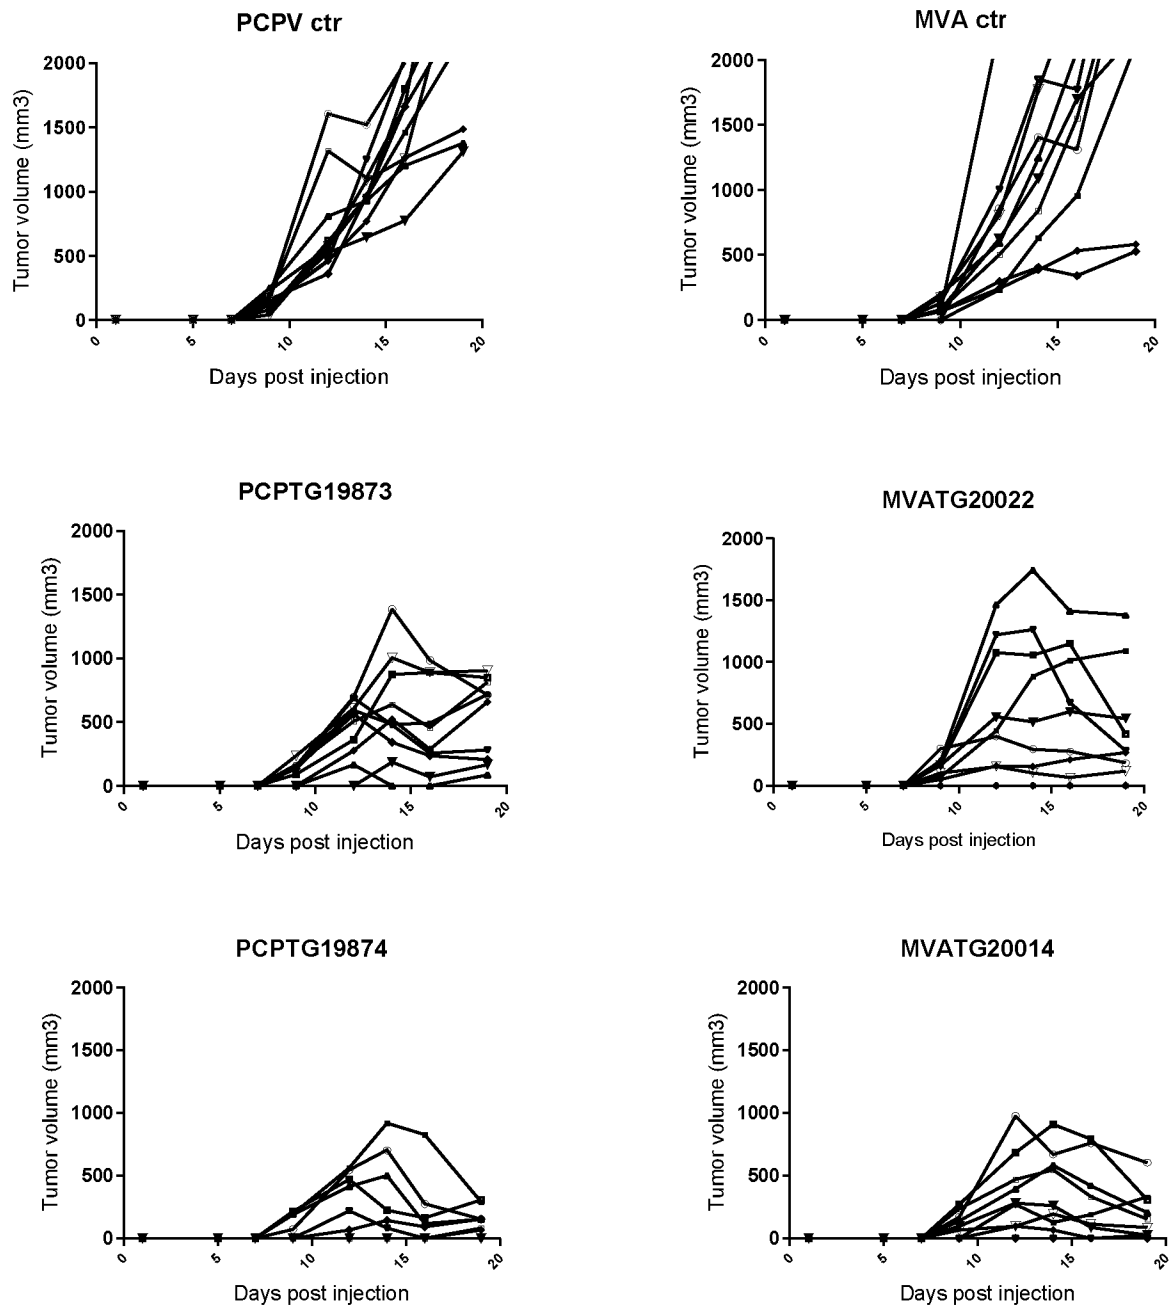 PCPV ctr
Tumor volume (mm3)
2000
1500
1000
500
0
0 5 10 15 20
Days post injection
MVA ctr
Tumor volume (mm3)
2000
1500
1000
500
0
0 5 10 15 20
Days post injection
PCPTG19873
Tumor volume (mm3)
2000
1500
1000
500
0
0 5 10 15 20
Days post injection
MVATG20022
Tumor volume (mm3)
2000
1500
1000
500
0
0 5 10 15 20
Days post injection
PCPTG19874
Tumor volume (mm3)
2000
1500
1000
500
0
0 5 10 15 20
Days post injection
MVATG20014
Tumor volume (mm3)
2000
1500
1000
500
0
0 5 10 15 20
Days post injection